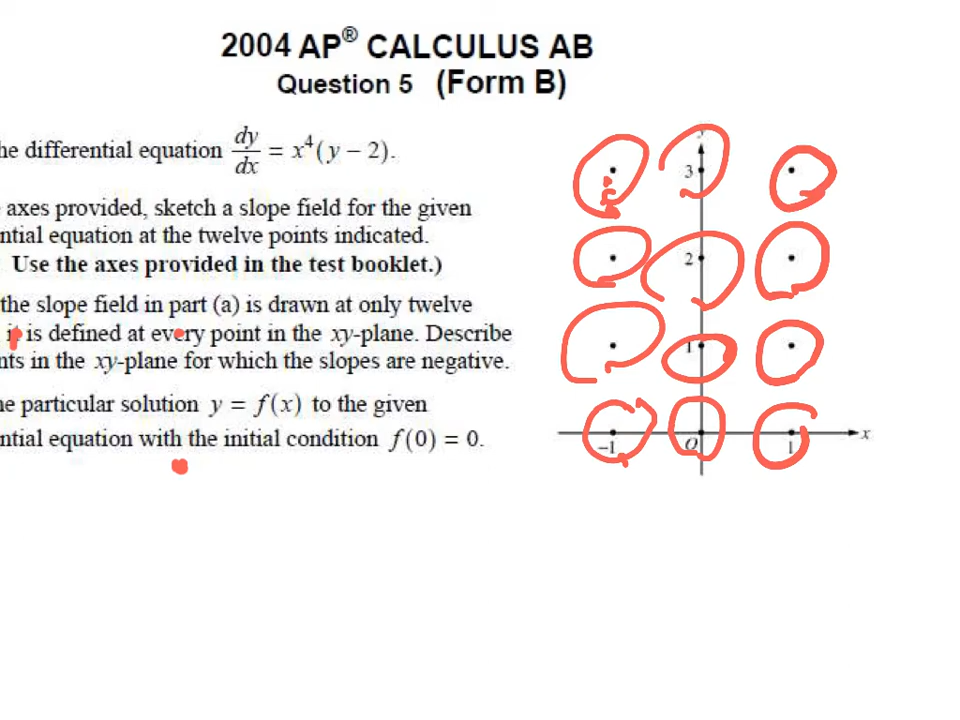 2004 AP® CALCULUS AB
Question 5 (Form B)
he differential equation dy/dx = x⁴(y − 2).
axes provided, sketch a slope field for the given
ntial equation at the twelve points indicated.
Use the axes provided in the test booklet.)
the slope field in part (a) is drawn at only twelve
it is defined at every point in the xy-plane. Describe
nts in the xy-plane for which the slopes are negative.
he particular solution y = f(x) to the given
ntial equation with the initial condition f(0) = 0.
y
3
2
1
−1 O 1 x